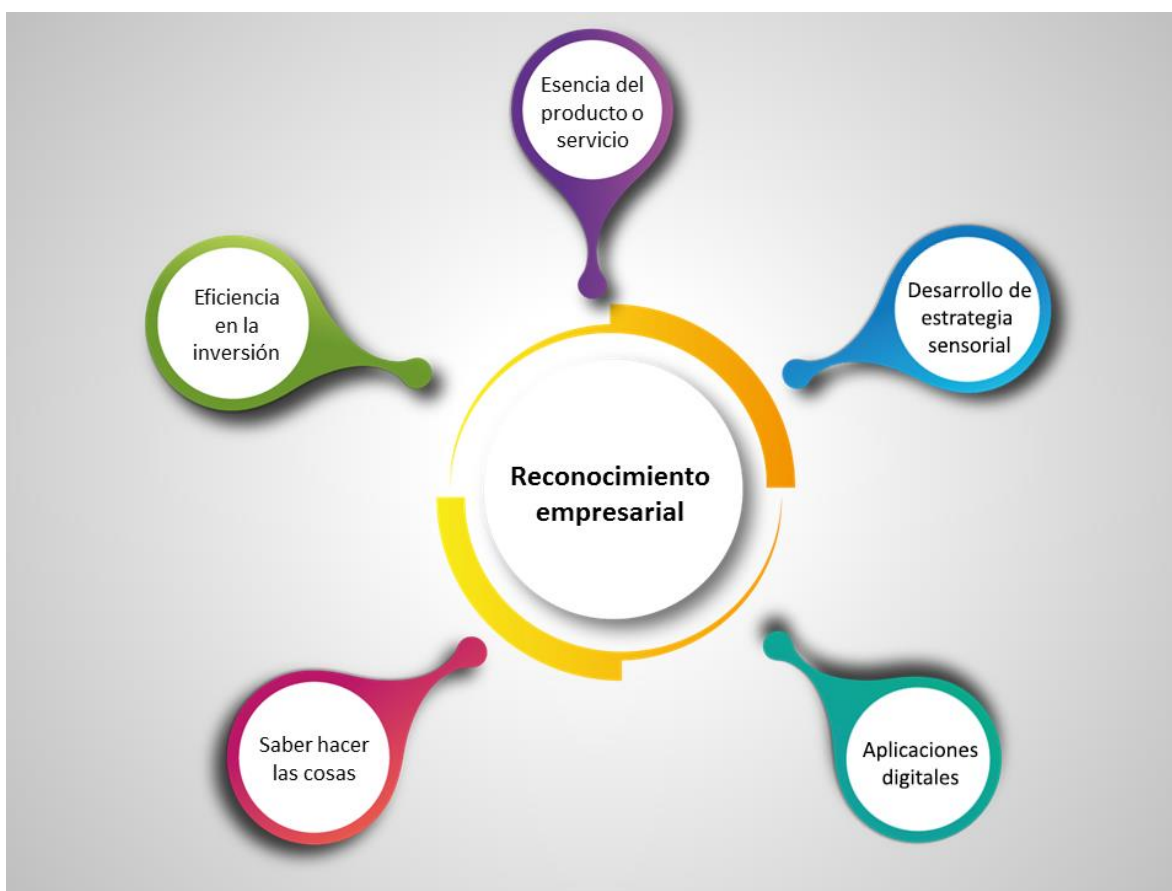 Esencia del
producto o
servicio
Desarrollo de
estrategia
sensorial
Aplicaciones
digitales
Saber hacer
las cosas
Eficiencia
en la
inversión
Reconocimiento
empresarial